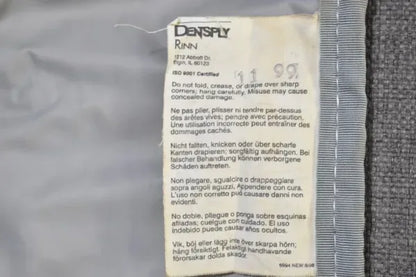 DENTSPLY
RINN
1212 Abbott Dr.
Elgin, IL 60123
ISO 9001 Certified
11 99
Do not fold, crease, or drape over sharp
corners; hang carefully. Misuse may cause
concealed damage.
Ne pas plier, plisser ni tendre par-dessus
des arêtes vives; pendre avec précaution.
Une utilisation incorrecte peut entraîner des
dommages cachés.
Nicht falten, knicken oder über scharfe
Kanten drapieren; sorgfältig aufhängen. Bei
falscher Behandlung können verborgene
Schäden auftreten.
Non plegare, sgualcire o drappeggiare
sopra angoli aguzzi. Appendere con cura.
L'uso non corretto può causare danni non
evidenti.
No doble, pliegue o ponga sobre esquinas
afiladas; cuelgue con cuidado. El uso
indebido puede causar daños ocultos.
Vik, böj eller lägg inte över skarpa hörn;
häng försiktigt. Felaktigt handhavande
förorsakar dolda skador.